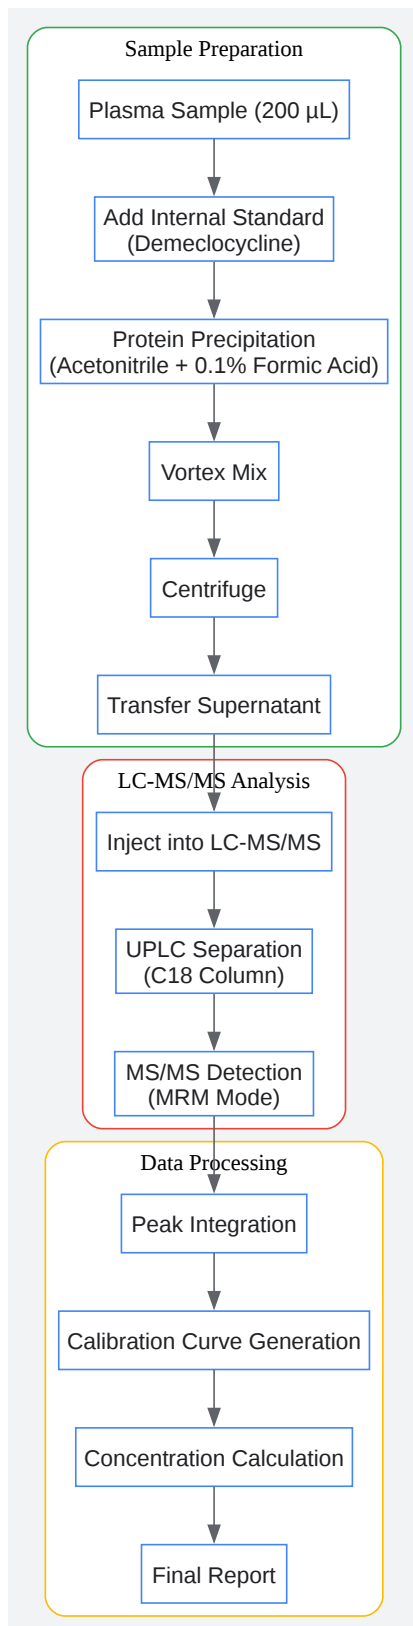 Sample Preparation
Plasma Sample (200 µL)
Add Internal Standard
(Demeclocycline)
Protein Precipitation
(Acetonitrile + 0.1% Formic Acid)
Vortex Mix
Centrifuge
Transfer Supernatant
LC-MS/MS Analysis
Inject into LC-MS/MS
UPLC Separation
(C18 Column)
MS/MS Detection
(MRM Mode)
Data Processing
Peak Integration
Calibration Curve Generation
Concentration Calculation
Final Report